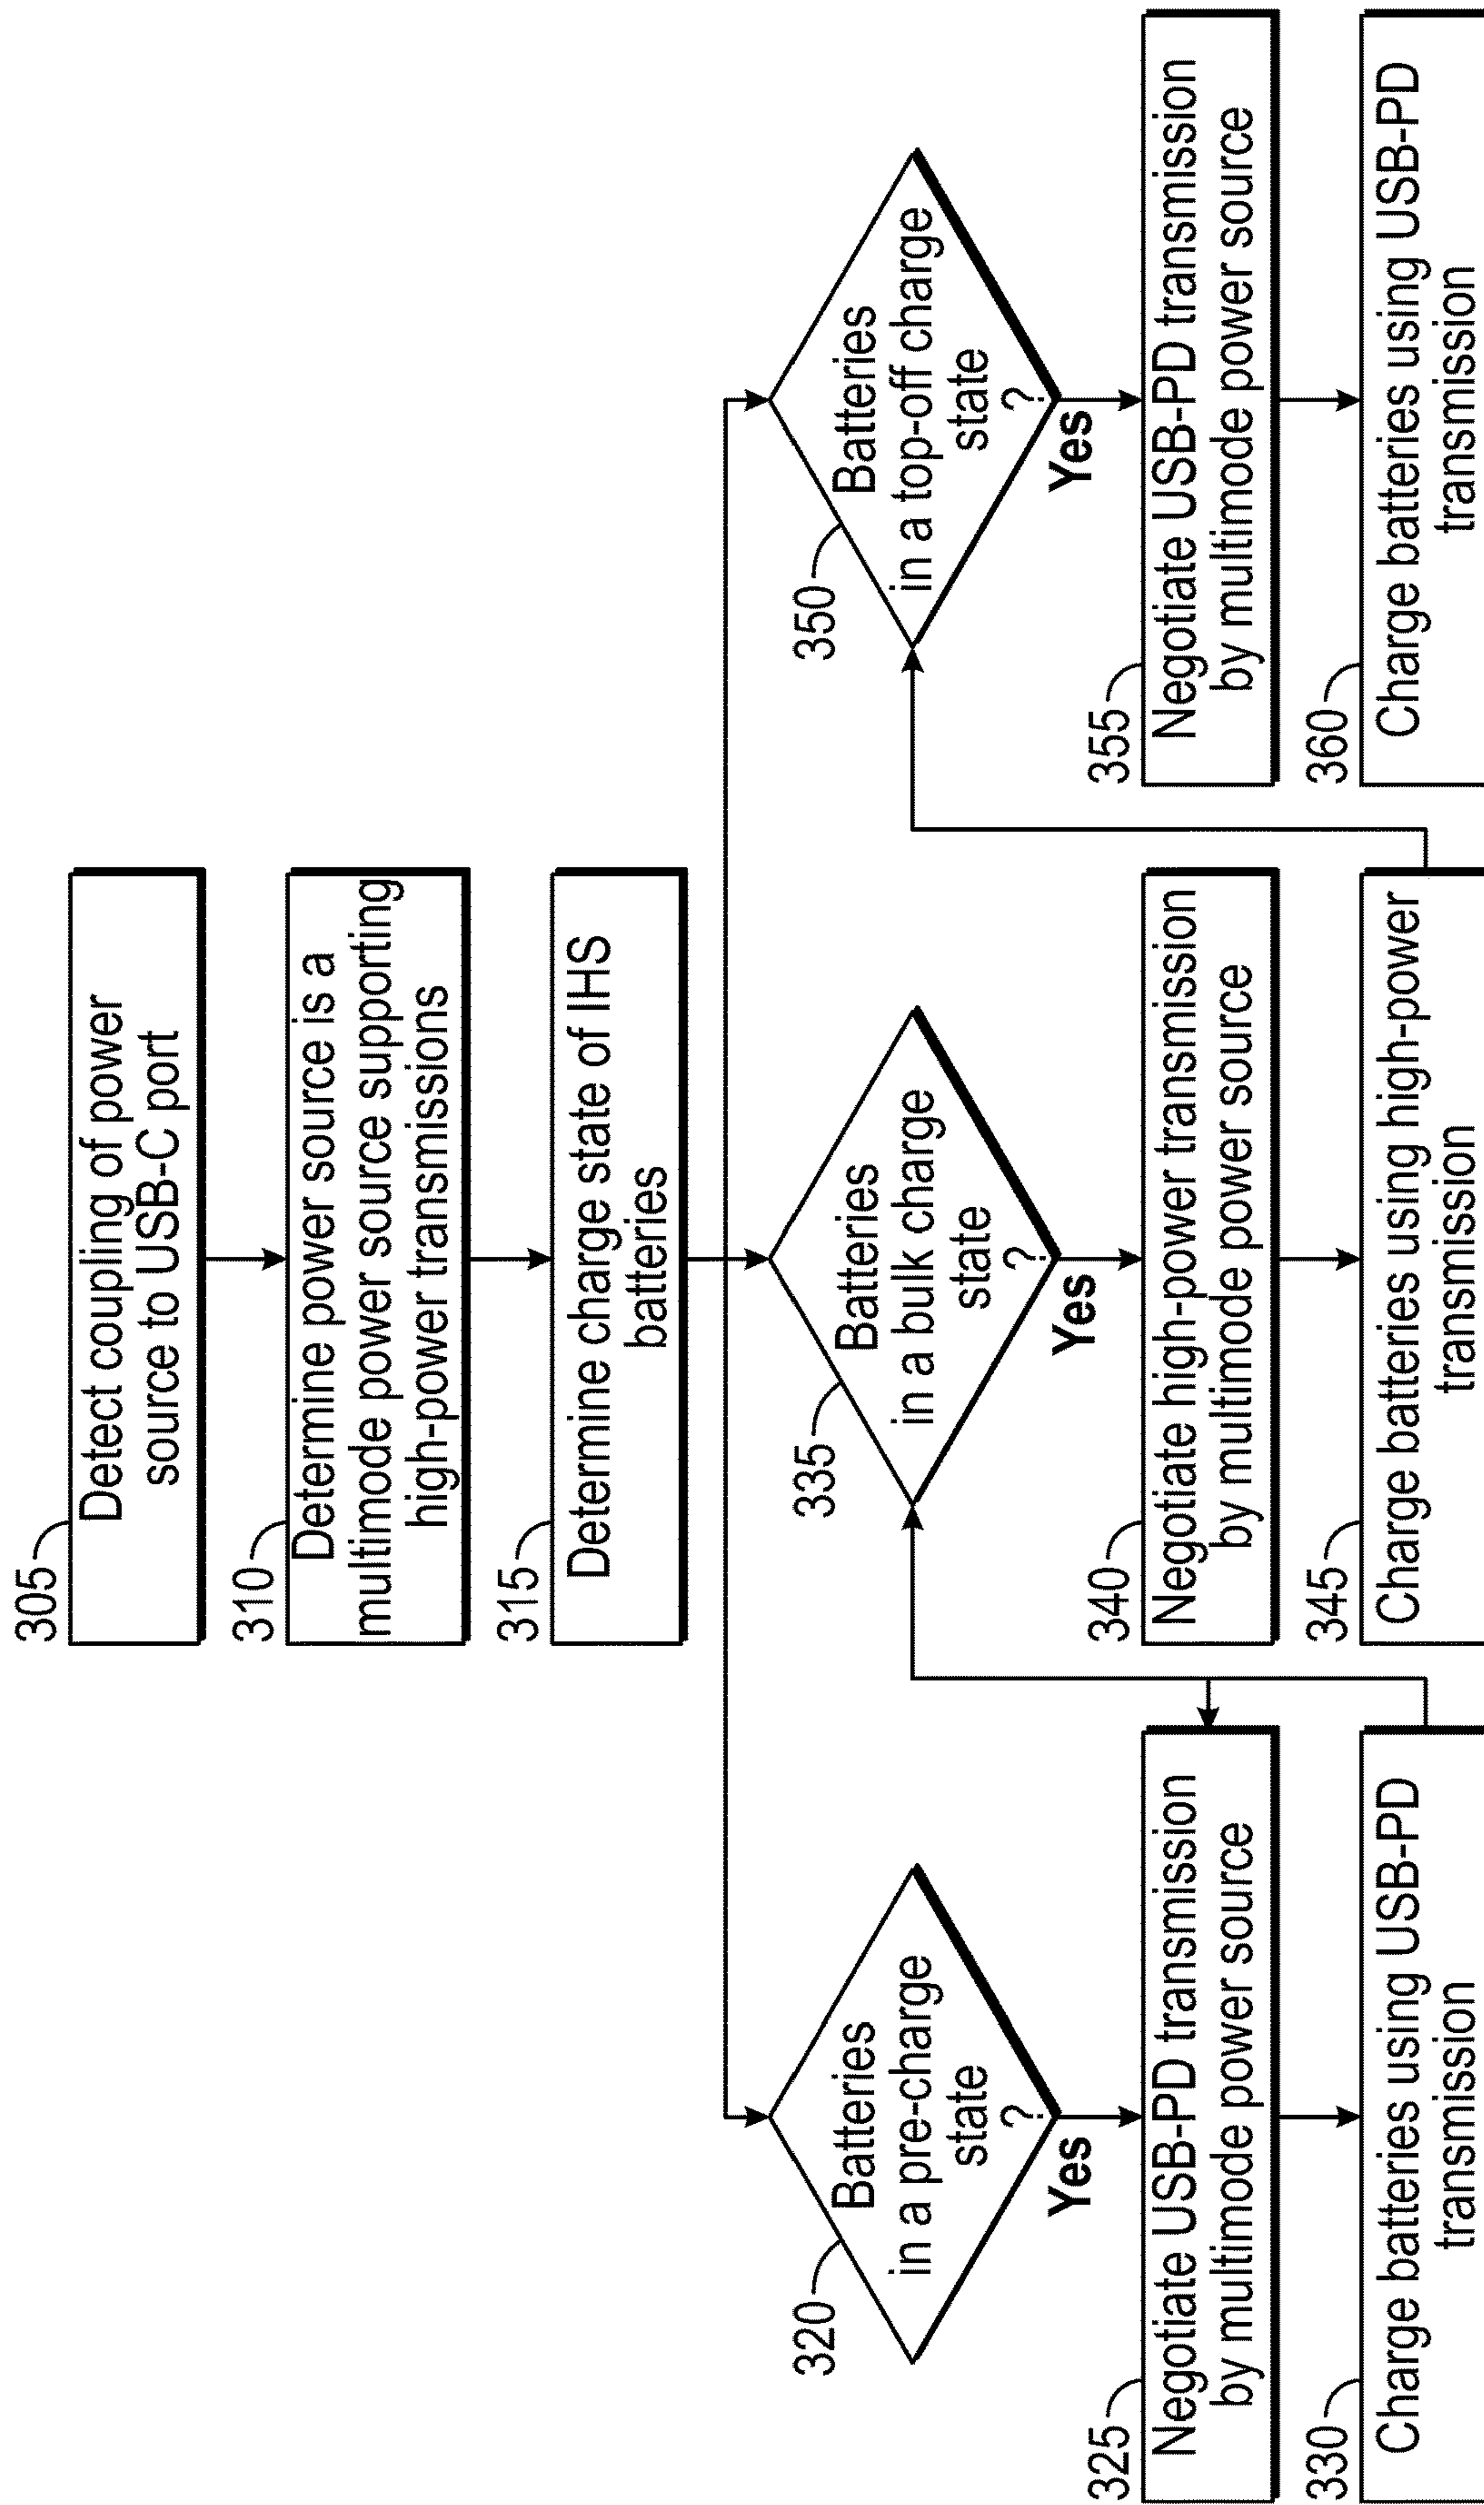 305
Detect coupling of power
source to USB-C port
310
Determine power source is a
multimode power source supporting
high-power transmissions
315
Determine charge state of IHS
batteries
320
Batteries
in a pre-charge
state
?
Yes
325
Negotiate USB-PD transmission
by multimode power source
330
Charge batteries using USB-PD
transmission
335
Batteries
in a bulk charge
state
?
Yes
340
Negotiate high-power transmission
by multimode power source
345
Charge batteries using high-power
transmission
350
Batteries
in a top-off charge
state
?
Yes
355
Negotiate USB-PD transmission
by multimode power source
360
Charge batteries using USB-PD
transmission